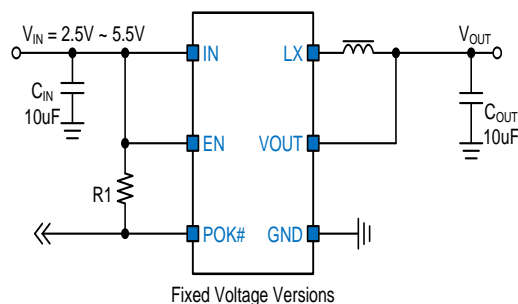 V_IN = 2.5V ~ 5.5V
V_OUT
IN
LX
C_IN
10uF
C_OUT
10uF
EN
VOUT
R1
POK#
GND
Fixed Voltage Versions